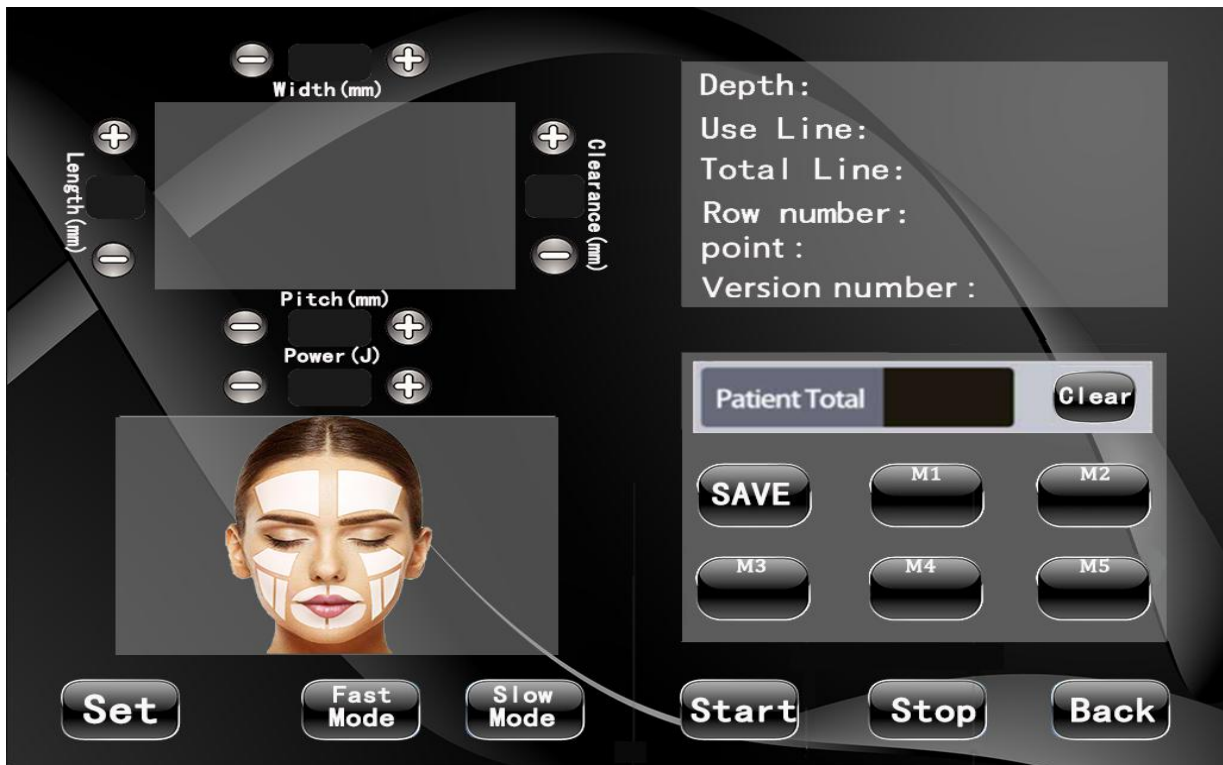 Width(mm)
Length(mm)
Clearance(mm)
Pitch(mm)
Power(J)
Depth:
Use Line:
Total Line:
Row number:
point :
Version number :
Patient Total
Clear
SAVE
M1
M2
M3
M4
M5
Set
Fast
Mode
Slow
Mode
Start
Stop
Back